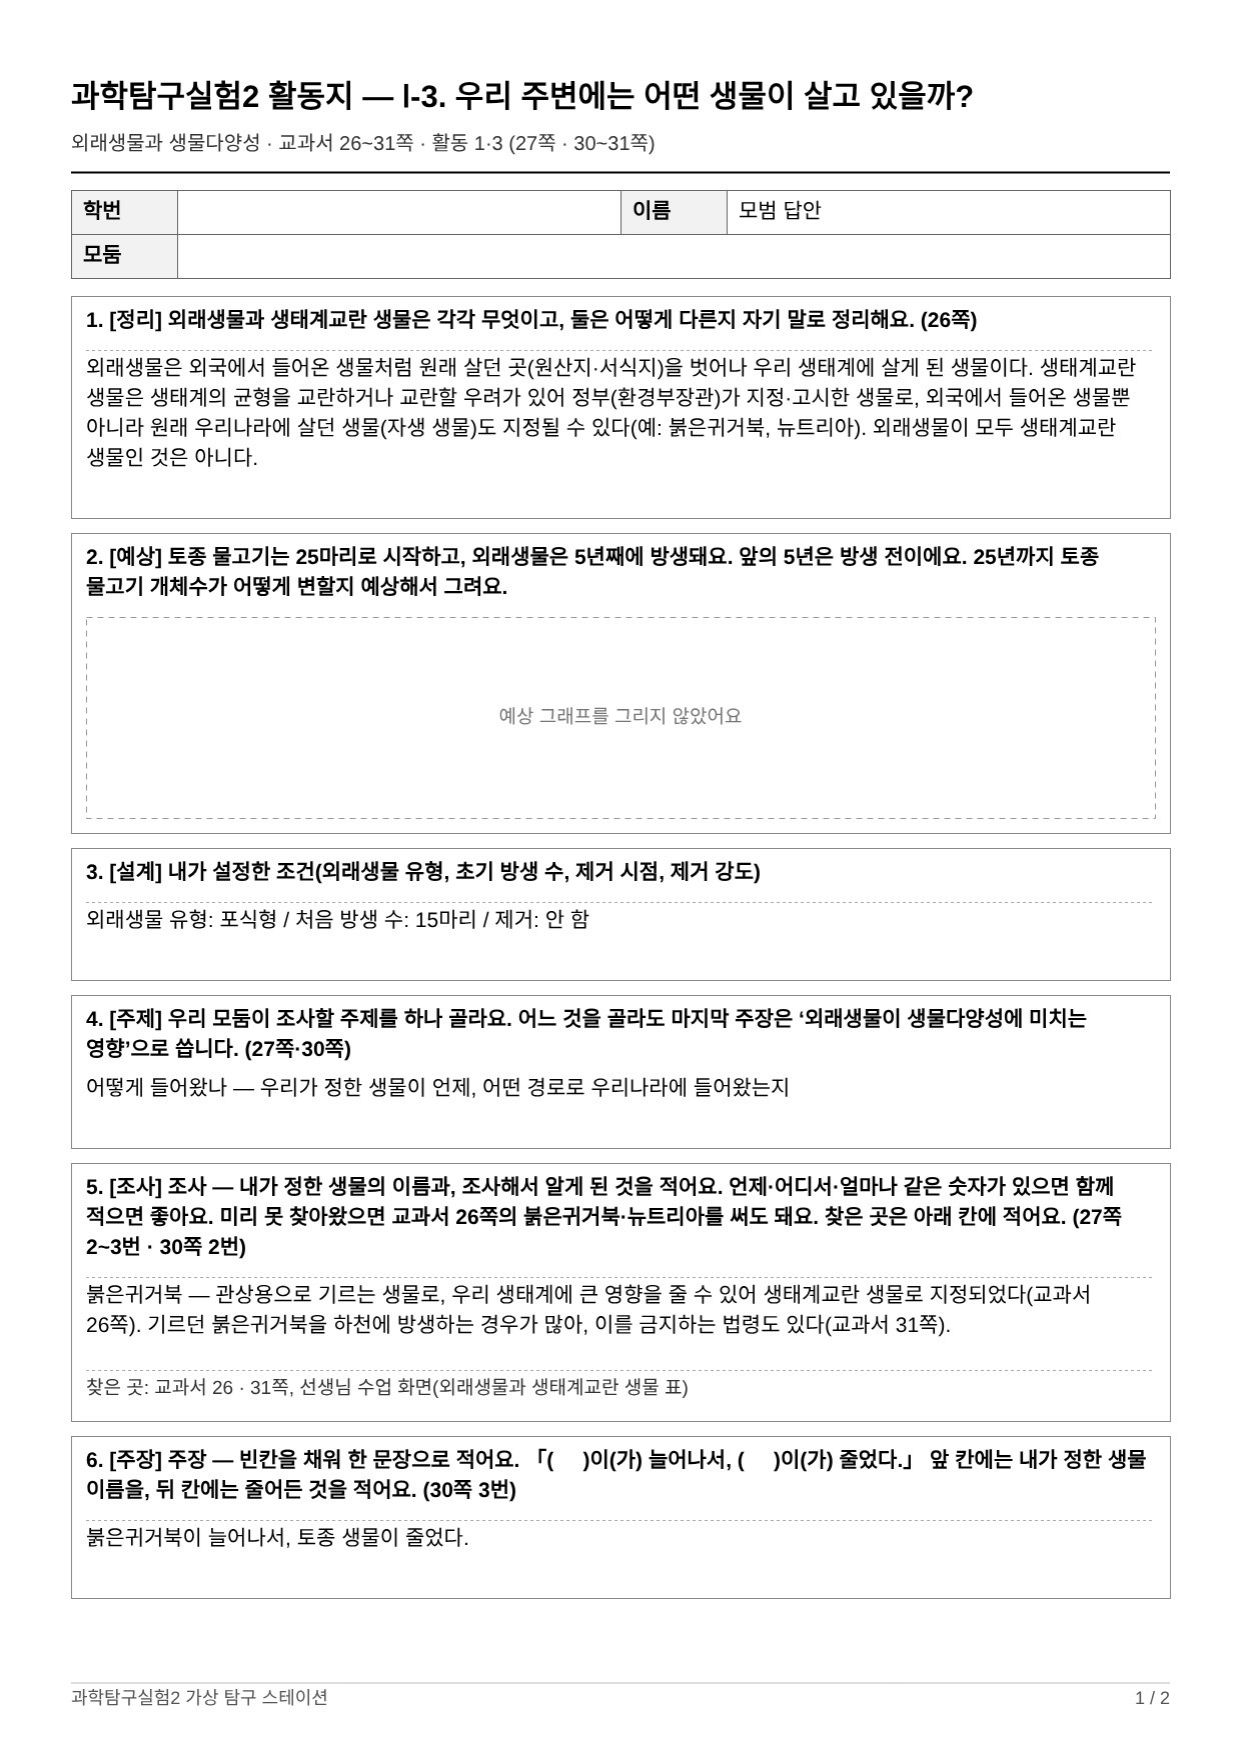 과학탐구실험2 활동지 — Ⅰ-3. 우리 주변에는 어떤 생물이 살고 있을까?
외래생물과 생물다양성 · 교과서 26~31쪽 · 활동 1·3 (27쪽 · 30~31쪽)
학번 이름 모범 답안
모둠
1. [정리] 외래생물과 생태계교란 생물은 각각 무엇이고, 둘은 어떻게 다른지 자기 말로 정리해요. (26쪽)
외래생물은 외국에서 들어온 생물처럼 원래 살던 곳(원산지·서식지)을 벗어나 우리 생태계에 살게 된 생물이다. 생태계교란
생물은 생태계의 균형을 교란하거나 교란할 우려가 있어 정부(환경부장관)가 지정·고시한 생물로, 외국에서 들어온 생물뿐
아니라 원래 우리나라에 살던 생물(자생 생물)도 지정될 수 있다(예: 붉은귀거북, 뉴트리아). 외래생물이 모두 생태계교란
생물인 것은 아니다.
2. [예상] 토종 물고기는 25마리로 시작하고, 외래생물은 5년째에 방생돼요. 앞의 5년은 방생 전이에요. 25년까지 토종
물고기 개체수가 어떻게 변할지 예상해서 그려요.
예상 그래프를 그리지 않았어요
3. [설계] 내가 설정한 조건(외래생물 유형, 초기 방생 수, 제거 시점, 제거 강도)
외래생물 유형: 포식형 / 처음 방생 수: 15마리 / 제거: 안 함
4. [주제] 우리 모둠이 조사할 주제를 하나 골라요. 어느 것을 골라도 마지막 주장은 ‘외래생물이 생물다양성에 미치는
영향’으로 씁니다. (27쪽·30쪽)
어떻게 들어왔나 — 우리가 정한 생물이 언제, 어떤 경로로 우리나라에 들어왔는지
5. [조사] 조사 — 내가 정한 생물의 이름과, 조사해서 알게 된 것을 적어요. 언제·어디서·얼마나 같은 숫자가 있으면 함께
적으면 좋아요. 미리 못 찾아왔으면 교과서 26쪽의 붉은귀거북·뉴트리아를 써도 돼요. 찾은 곳은 아래 칸에 적어요. (27쪽
2~3번 · 30쪽 2번)
붉은귀거북 — 관상용으로 기르는 생물로, 우리 생태계에 큰 영향을 줄 수 있어 생태계교란 생물로 지정되었다(교과서
26쪽). 기르던 붉은귀거북을 하천에 방생하는 경우가 많아, 이를 금지하는 법령도 있다(교과서 31쪽).
찾은 곳: 교과서 26 · 31쪽, 선생님 수업 화면(외래생물과 생태계교란 생물 표)
6. [주장] 주장 — 빈칸을 채워 한 문장으로 적어요. 「(     )이(가) 늘어나서, (     )이(가) 줄었다.」 앞 칸에는 내가 정한 생물
이름을, 뒤 칸에는 줄어든 것을 적어요. (30쪽 3번)
붉은귀거북이 늘어나서, 토종 생물이 줄었다.
과학탐구실험2 가상 탐구 스테이션 1 / 2